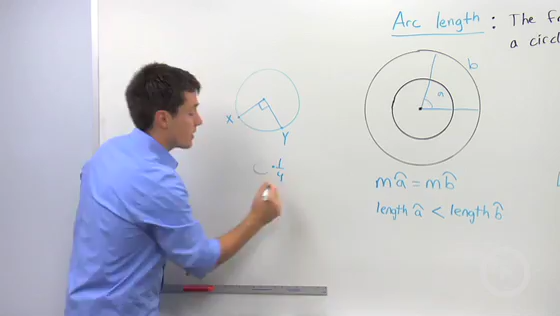 Arc length : The F
a circl
b
a
X
Y
C · 1/4
m a͡ = m b͡
length a͡ < length b͡